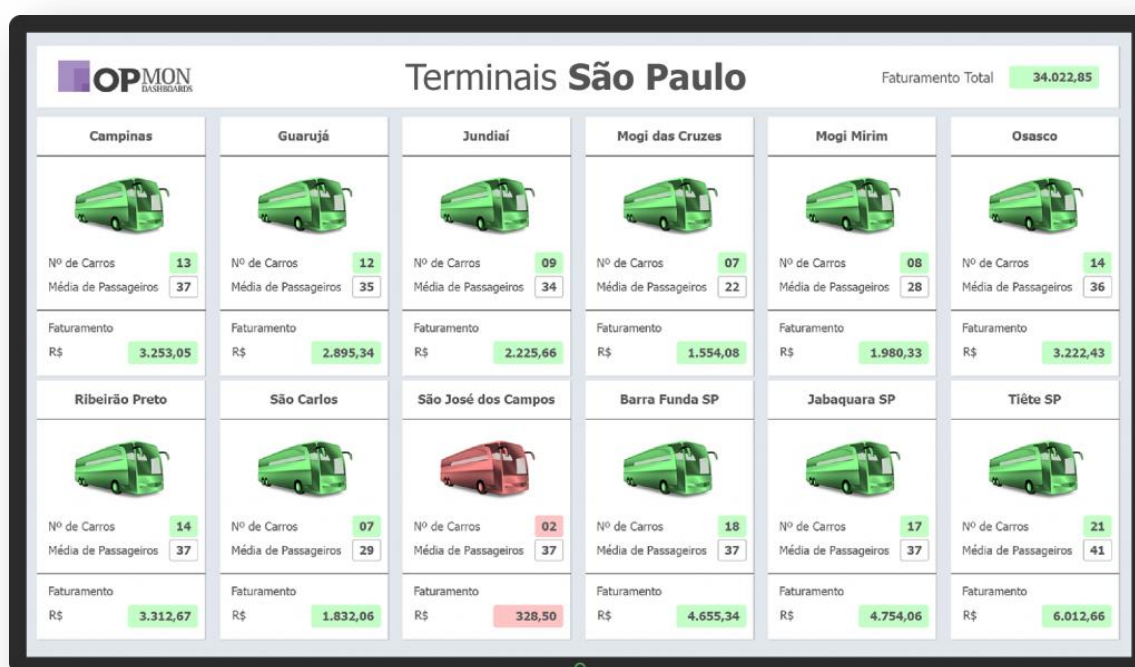 OPMON
DASHBOARDS
Terminais São Paulo
Faturamento Total 34.022,85
Campinas
Nº de Carros 13
Média de Passageiros 37
Faturamento
R$ 3.253,05
Guarujá
Nº de Carros 12
Média de Passageiros 35
Faturamento
R$ 2.895,34
Jundiaí
Nº de Carros 09
Média de Passageiros 34
Faturamento
R$ 2.225,66
Mogi das Cruzes
Nº de Carros 07
Média de Passageiros 22
Faturamento
R$ 1.554,08
Mogi Mirim
Nº de Carros 08
Média de Passageiros 28
Faturamento
R$ 1.980,33
Osasco
Nº de Carros 14
Média de Passageiros 36
Faturamento
R$ 3.222,43
Ribeirão Preto
Nº de Carros 14
Média de Passageiros 37
Faturamento
R$ 3.312,67
São Carlos
Nº de Carros 07
Média de Passageiros 29
Faturamento
R$ 1.832,06
São José dos Campos
Nº de Carros 02
Média de Passageiros 37
Faturamento
R$ 328,50
Barra Funda SP
Nº de Carros 18
Média de Passageiros 37
Faturamento
R$ 4.655,34
Jabaquara SP
Nº de Carros 17
Média de Passageiros 37
Faturamento
R$ 4.754,06
Tiête SP
Nº de Carros 21
Média de Passageiros 41
Faturamento
R$ 6.012,66